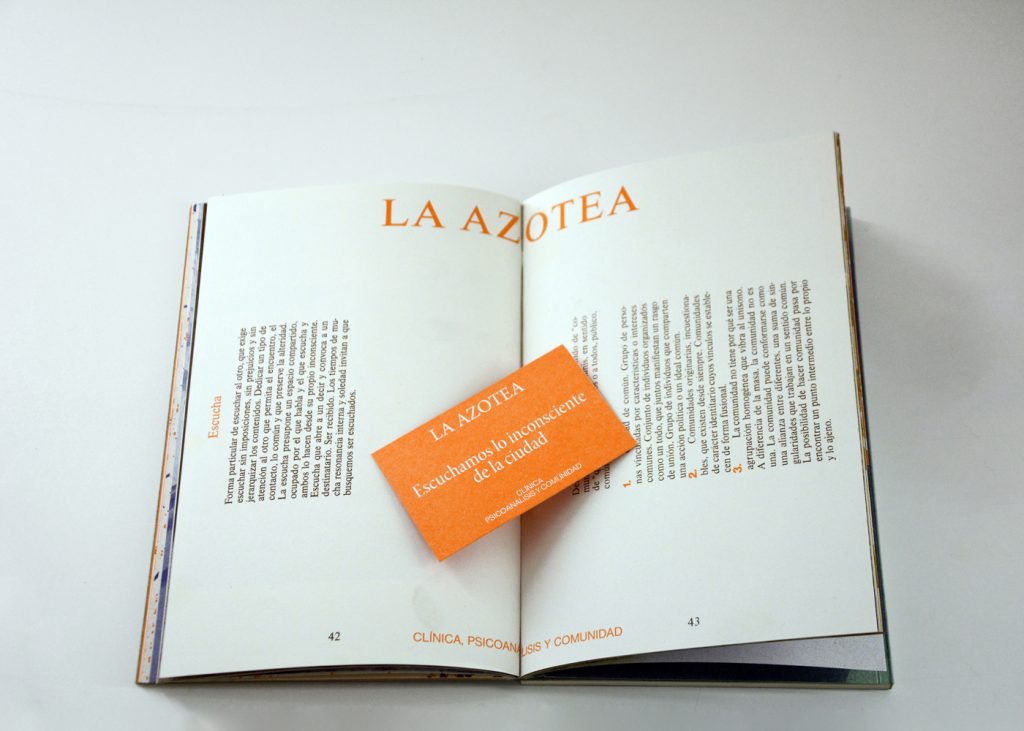 LA AZOTEA
Escucha
Forma particular de escuchar al otro, que exige
escuchar sin imposiciones, sin prejuicios y sin
jerarquizar los contenidos. Dedicar un tipo de
atención al otro que permita el encuentro, el
contacto, lo común y que preserve la alteridad.
La escucha presupone un espacio compartido,
ocupado por el que habla y el que escucha y
ambos lo hacen desde su propio inconsciente.
Escucha que abre a un decir y convoca a un
destinatario. Ser recibido. Los tiempos de mu-
cha resonancia interna y soledad invitan a que
busquemos ser escuchados.
42
LA AZOTEA
Escuchamos lo inconsciente
de la ciudad
CLÍNICA
PSICOANÁLISIS Y COMUNIDAD
ado de "co-
en sentido
o a todos, público,
de común. Grupo de perso-
nas vinculadas por características o intereses
comunes. Conjunto de individuos organizados
como un todo, que juntos manifiestan un rasgo
de unión. Grupo de individuos que comparten
una acción política o un ideal común.
2. Comunidades originarias, incuestiona-
bles, que existen desde siempre. Comunidades
de carácter identitario cuyos vínculos se estable-
cen de forma fusional.
3. La comunidad no tiene por qué ser una
agrupación homogénea que vibra al unísono.
A diferencia de la masa, la comunidad no es
una. La comunidad puede conformarse como
una alianza entre diferentes, una suma de sin-
gularidades que trabajan en un sentido común.
La posibilidad de hacer comunidad pasa por
encontrar un punto intermedio entre lo propio
y lo ajeno.
43
CLÍNICA, PSICOANÁLISIS Y COMUNIDAD